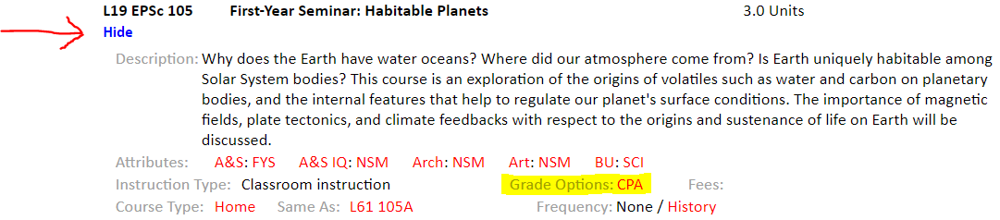 L19 EPSc 105 First-Year Seminar: Habitable Planets 3.0 Units
Hide
Description: Why does the Earth have water oceans? Where did our atmosphere come from? Is Earth uniquely habitable among
Solar System bodies? This course is an exploration of the origins of volatiles such as water and carbon on planetary
bodies, and the internal features that help to regulate our planet's surface conditions. The importance of magnetic
fields, plate tectonics, and climate feedbacks with respect to the origins and sustenance of life on Earth will be
discussed.
Attributes: A&S: FYS A&S IQ: NSM Arch: NSM Art: NSM BU: SCI
Instruction Type: Classroom instruction Grade Options: CPA Fees:
Course Type: Home Same As: L61 105A Frequency: None / History